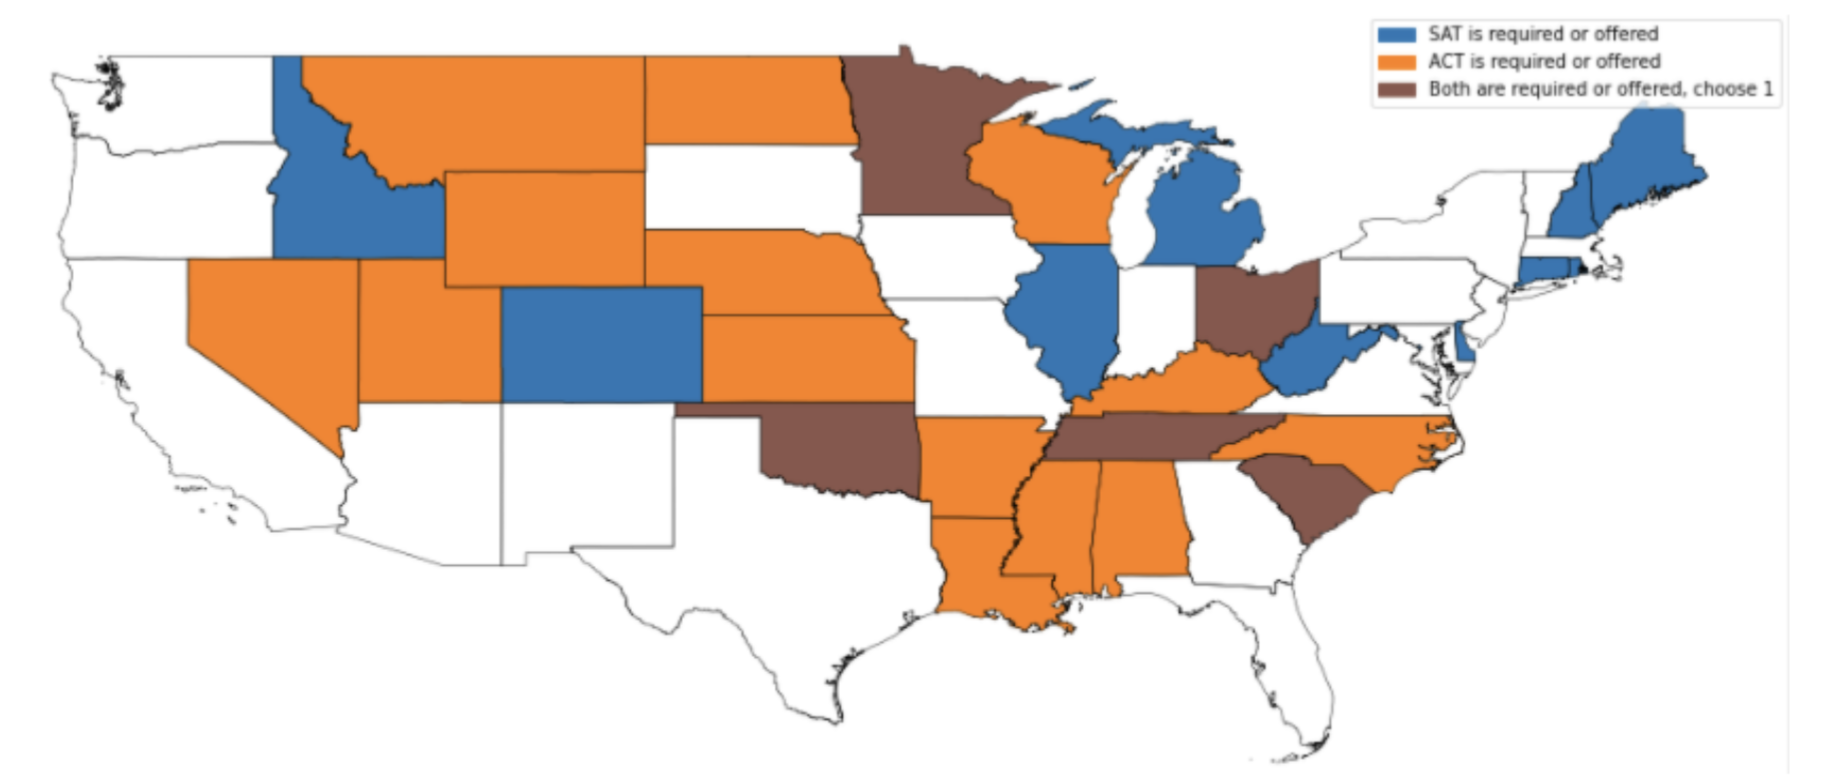 SAT is required or offered
ACT is required or offered
Both are required or offered, choose 1